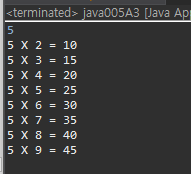 <terminated> java005A3 [Java Ap
5
5 X 2 = 10
5 X 3 = 15
5 X 4 = 20
5 X 5 = 25
5 X 6 = 30
5 X 7 = 35
5 X 8 = 40
5 X 9 = 45